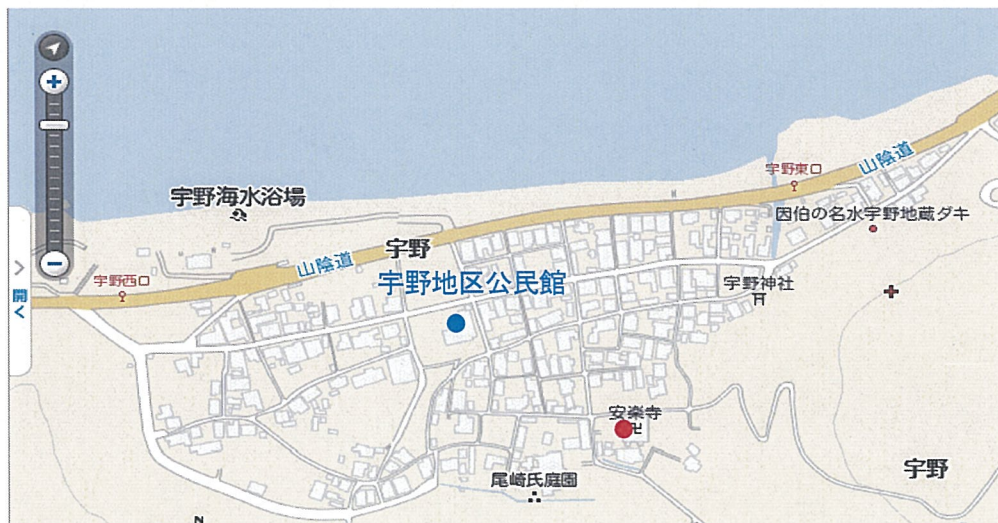 宇野東口
山陰道
宇野海水浴場
因伯の名水宇野地蔵ダキ
宇野
山陰道
宇野西口
宇野地区公民館
宇野神社
開く
安楽寺
宇野
尾崎氏庭園